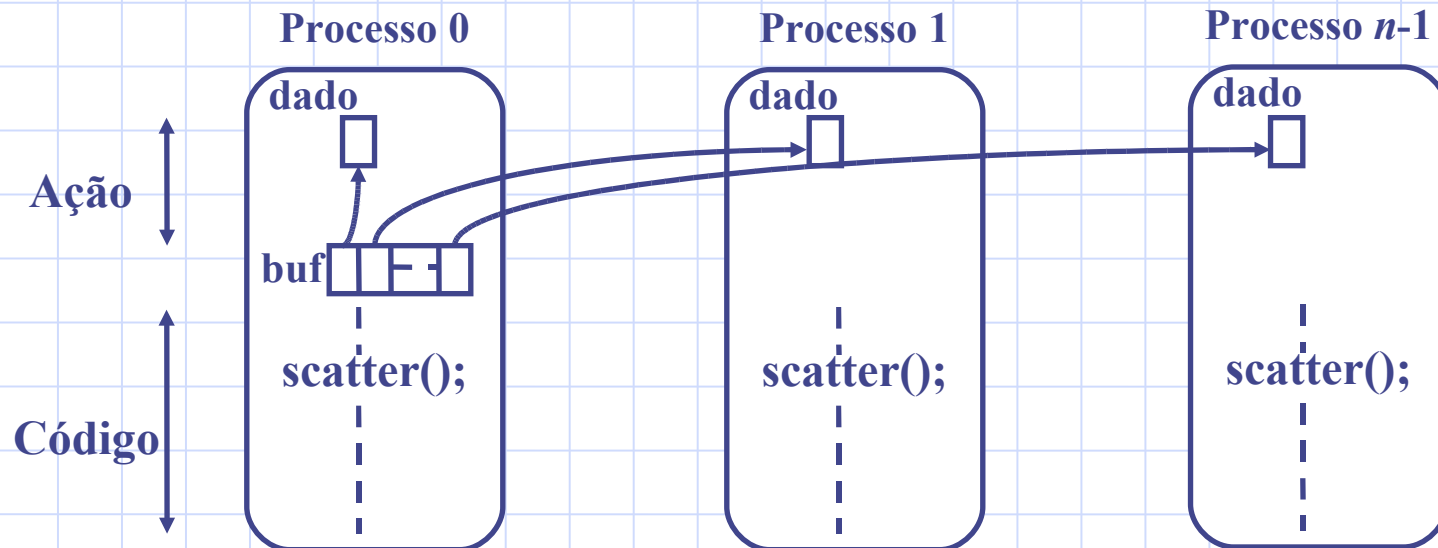 Processo 0
Processo 1
Processo n-1
dado
dado
dado
Ação
buf
scatter();
scatter();
scatter();
Código